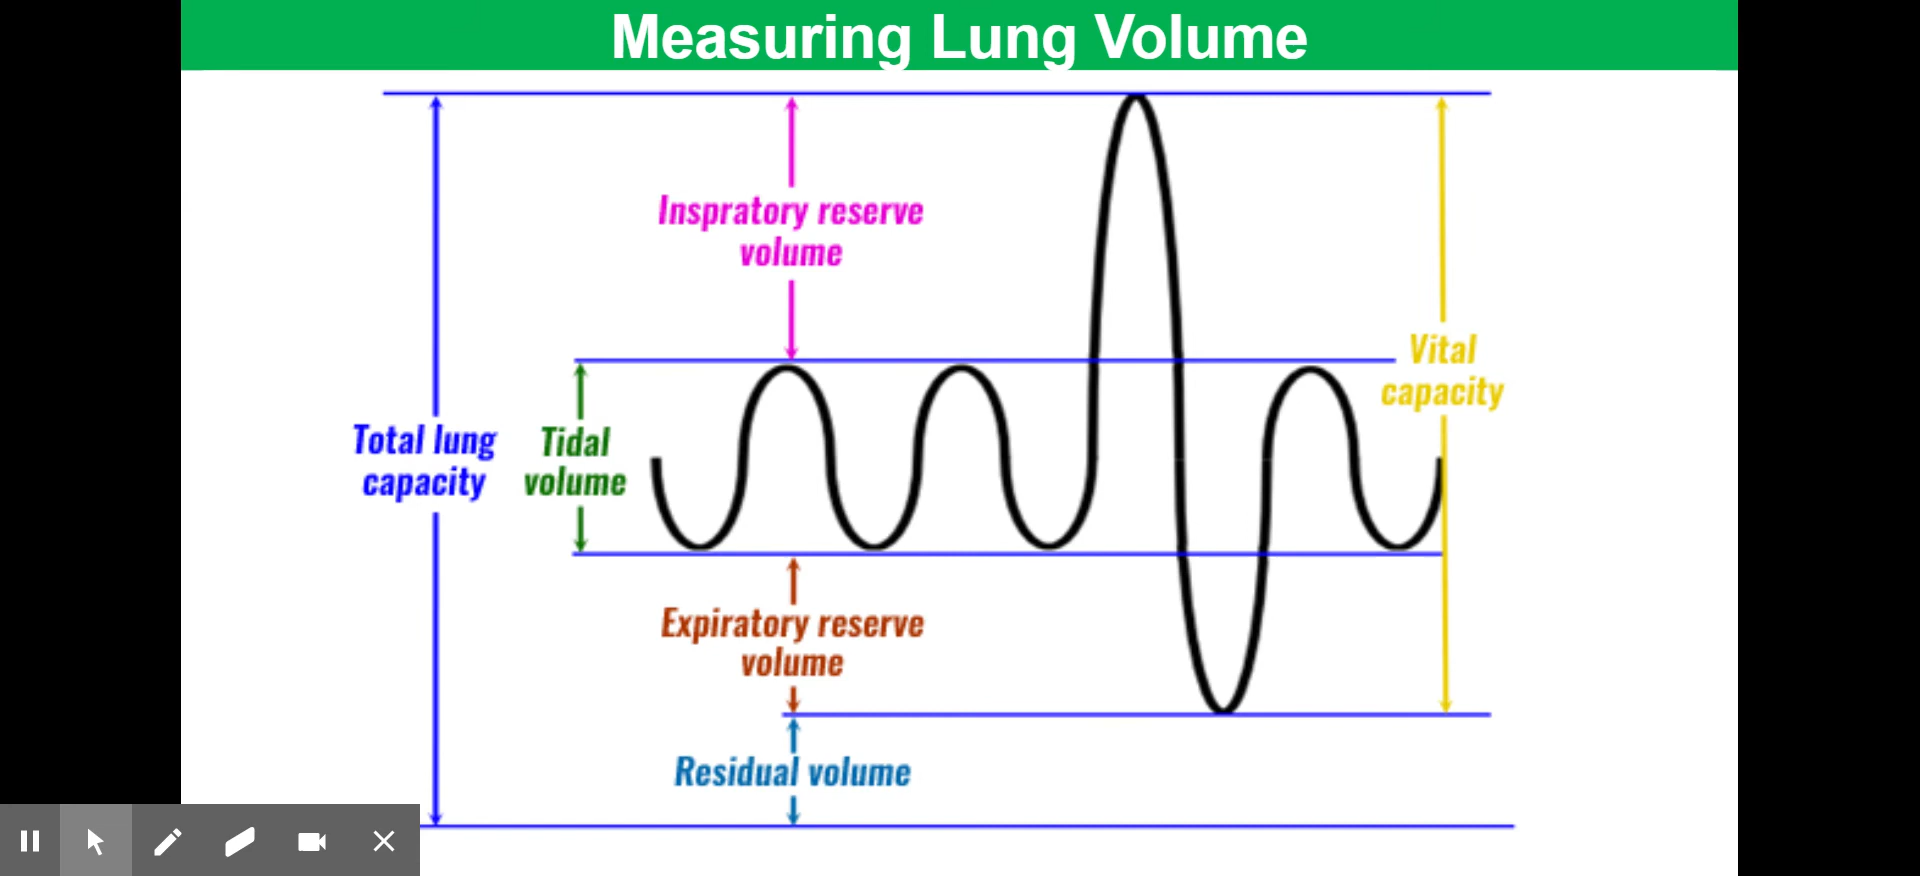 Measuring Lung Volume
Inspratory reserve
volume
Vital
capacity
Total lung
capacity
Tidal
volume
Expiratory reserve
volume
Residual volume